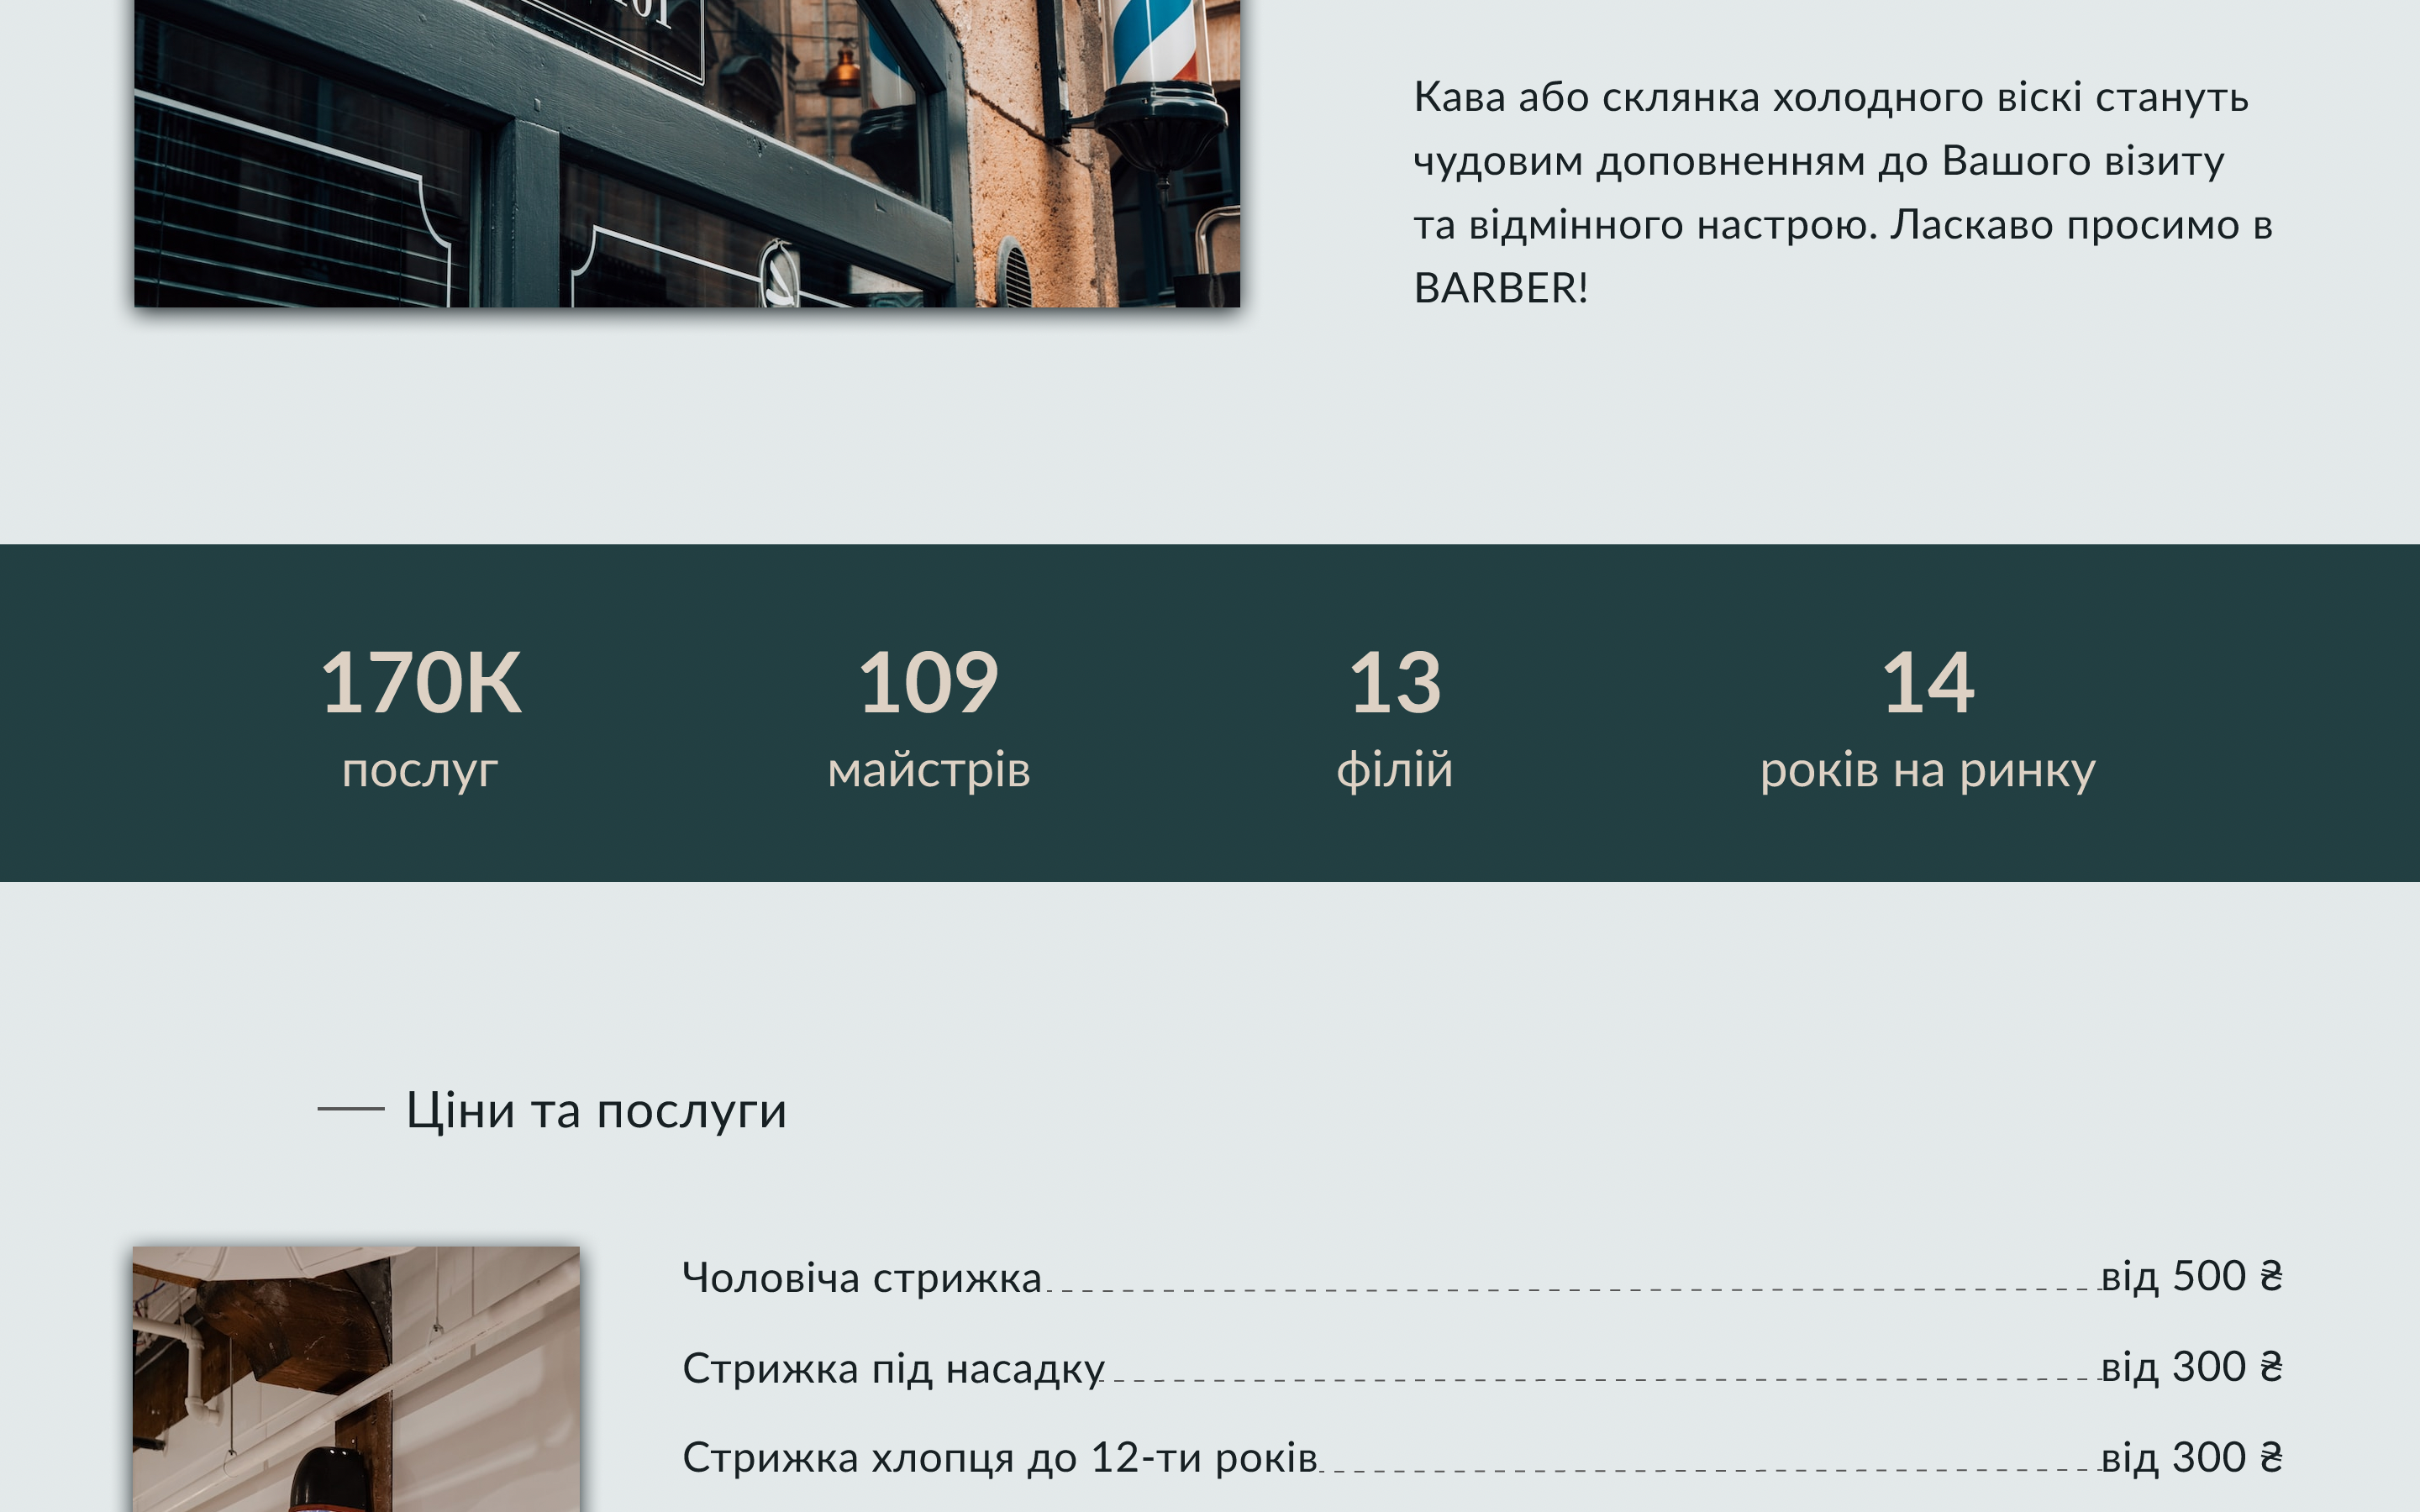 Кава або склянка холодного віскі стануть
чудовим доповненням до Вашого візиту
та відмінного настрою. Ласкаво просимо в
BARBER!
170K
послуг
109
майстрів
13
філій
14
років на ринку
Ціни та послуги
Чоловіча стрижка
від 500 ₴
Стрижка під насадку
від 300 ₴
Стрижка хлопця до 12-ти років
від 300 ₴